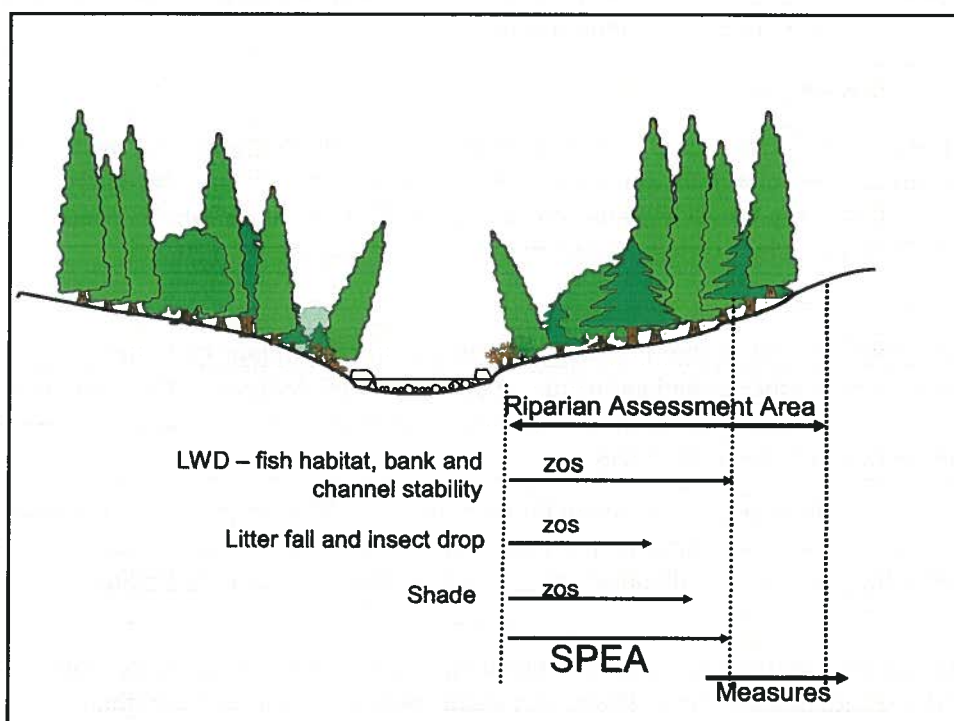 Riparian Assessment Area
LWD – fish habitat, bank and
channel stability
ZOS
Litter fall and insect drop
ZOS
Shade
ZOS
SPEA
Measures